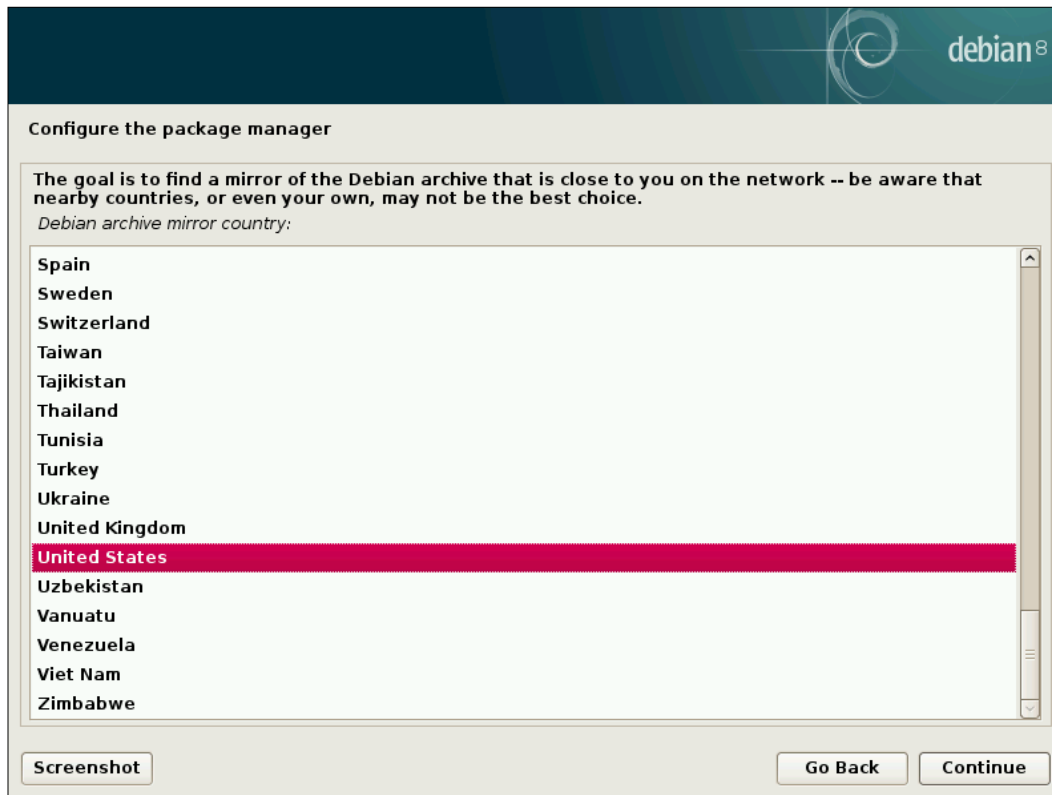 debian 8
Configure the package manager
The goal is to find a mirror of the Debian archive that is close to you on the network -- be aware that
nearby countries, or even your own, may not be the best choice.
Debian archive mirror country:
Spain
Sweden
Switzerland
Taiwan
Tajikistan
Thailand
Tunisia
Turkey
Ukraine
United Kingdom
United States
Uzbekistan
Vanuatu
Venezuela
Viet Nam
Zimbabwe
Screenshot
Go Back
Continue